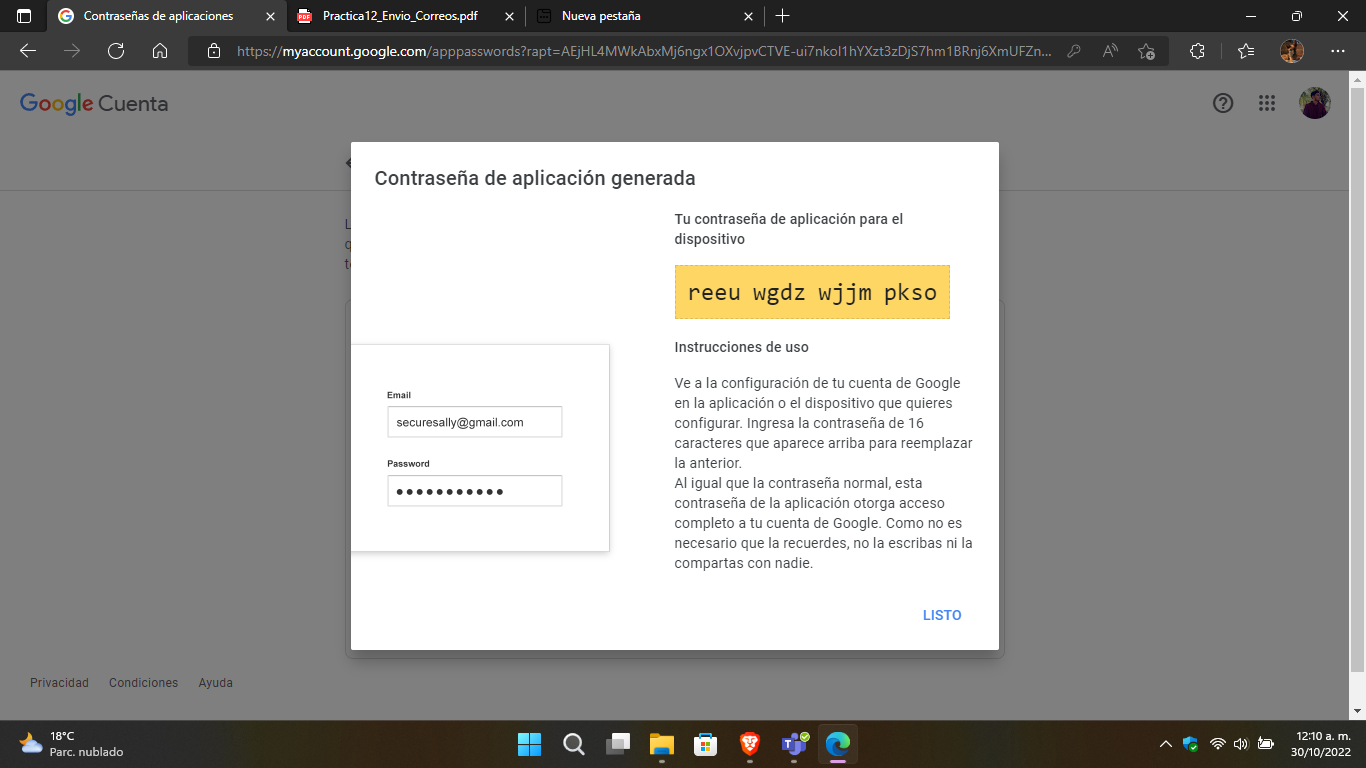 Contraseñas de aplicaciones
Practica12_Envio_Correos.pdf
Nueva pestaña
https://myaccount.google.com/apppasswords?rapt=AEjHL4MWkAbxMj6ngx1OXvjpvCTVE-ui7nkoI1hYXzt3zDjS7hm1BRnj6XmUFZn...
Google Cuenta
Contraseña de aplicación generada
Tu contraseña de aplicación para el
dispositivo
reeu wgdz wjjm pkso
Instrucciones de uso
Ve a la configuración de tu cuenta de Google
en la aplicación o el dispositivo que quieres
configurar. Ingresa la contraseña de 16
caracteres que aparece arriba para reemplazar
la anterior.
Al igual que la contraseña normal, esta
contraseña de la aplicación otorga acceso
completo a tu cuenta de Google. Como no es
necesario que la recuerdes, no la escribas ni la
compartas con nadie.
Email
securesally@gmail.com
Password
LISTO
Privacidad
Condiciones
Ayuda
18°C
Parc. nublado
12:10 a. m.
30/10/2022